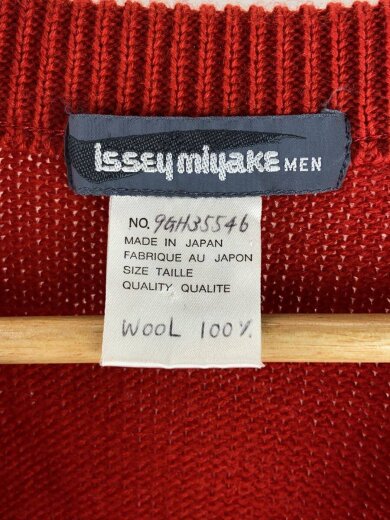 ISSEY MIYAKE MEN
NO. 9GH35546
MADE IN JAPAN
FABRIQUE AU JAPON
SIZE TAILLE
QUALITY QUALITE
WOOL 100%